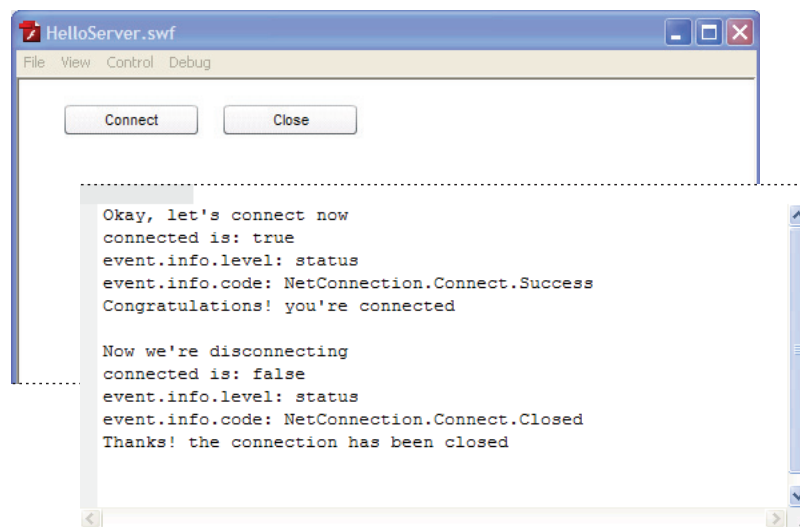 HelloServer.swf
File View Control Debug
Connect Close
Okay, let's connect now
connected is: true
event.info.level: status
event.info.code: NetConnection.Connect.Success
Congratulations! you're connected
Now we're disconnecting
connected is: false
event.info.level: status
event.info.code: NetConnection.Connect.Closed
Thanks! the connection has been closed